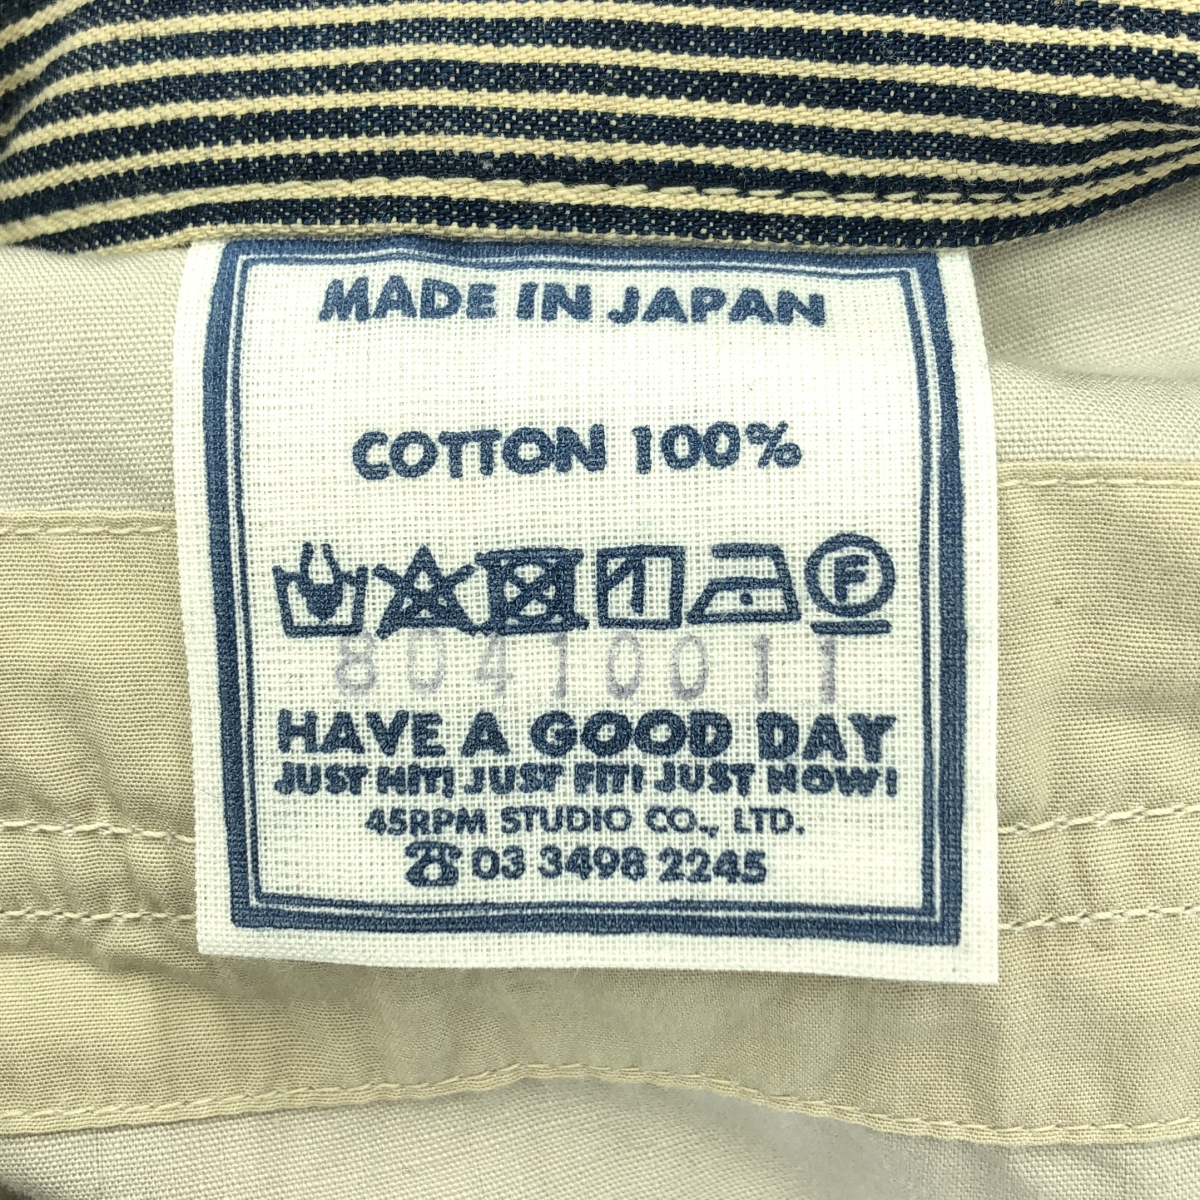 MADE IN JAPAN
COTTON 100%
F
80410011
HAVE A GOOD DAY
JUST HIT! JUST FIT! JUST NOW!
45RPM STUDIO CO., LTD.
☎ 03 3498 2245